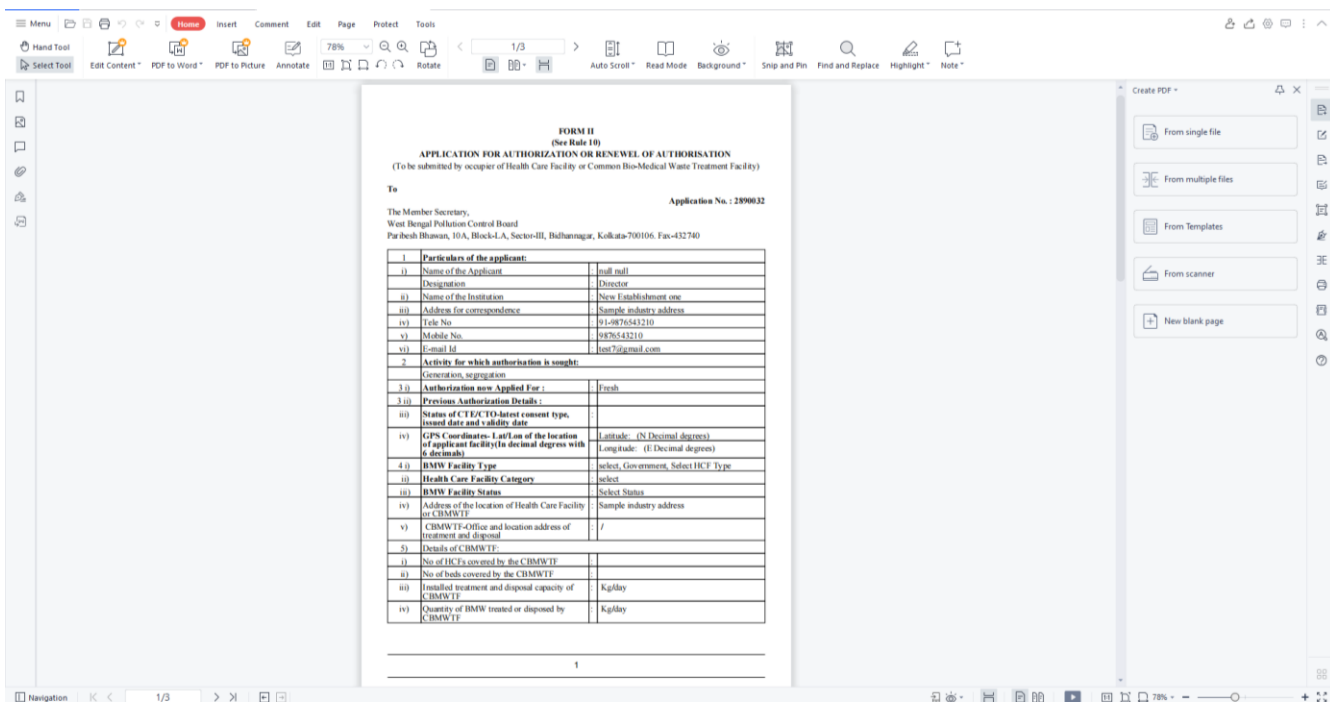 Menu Home Insert Comment Edit Page Protect Tools
Hand Tool
Select Tool
Edit Content PDF to Word PDF to Picture Annotate
78%
Rotate
1/3
Auto Scroll Read Mode Background Snip and Pin Find and Replace Highlight Note
FORM II
(See Rule 10)
APPLICATION FOR AUTHORIZATION OR RENEWEL OF AUTHORISATION
(To be submitted by occupier of Health Care Facility or Common Bio-Medical Waste Treatment Facility)
To
Application No. : 2890032
The Member Secretary,
West Bengal Pollution Control Board
Paribesh Bhawan, 10A, Block-LA, Sector-III, Bidhannagar, Kolkata-700106. Fax-432740
1 Particulars of the applicant:
i) Name of the Applicant : null null
Designation : Director
ii) Name of the Institution : New Establishment one
iii) Address for correspondence : Sample industry address
iv) Tele No : 91-9876543210
v) Mobile No. : 9876543210
vi) E-mail Id : test7@gmail.com
2 Activity for which authorisation is sought:
Generation, segregation
3 i) Authorization now Applied For : : Fresh
3 ii) Previous Authorization Details :
iii) Status of CTE/CTO-latest consent type, :
issued date and validity date
iv) GPS Coordinates- Lat/Lon of the location : Latitude: (N Decimal degrees)
of applicant facility(In decimal degress with Longitude: (E Decimal degrees)
6 decimals)
4 i) BMW Facility Type : select, Government, Select HCF Type
ii) Health Care Facility Category : select
iii) BMW Facility Status : Select Status
iv) Address of the location of Health Care Facility : Sample industry address
or CBMWTF
v) CBMWTF-Office and location address of : /
treatment and disposal
5) Details of CBMWTF:
i) No of HCFs covered by the CBMWTF :
ii) No of beds covered by the CBMWTF :
iii) Installed treatment and disposal capacity of : Kg/day
CBMWTF
iv) Quantity of BMW treated or disposed by : Kg/day
CBMWTF
1
Create PDF
From single file
From multiple files
From Templates
From scanner
New blank page
Navigation 1/3 78%